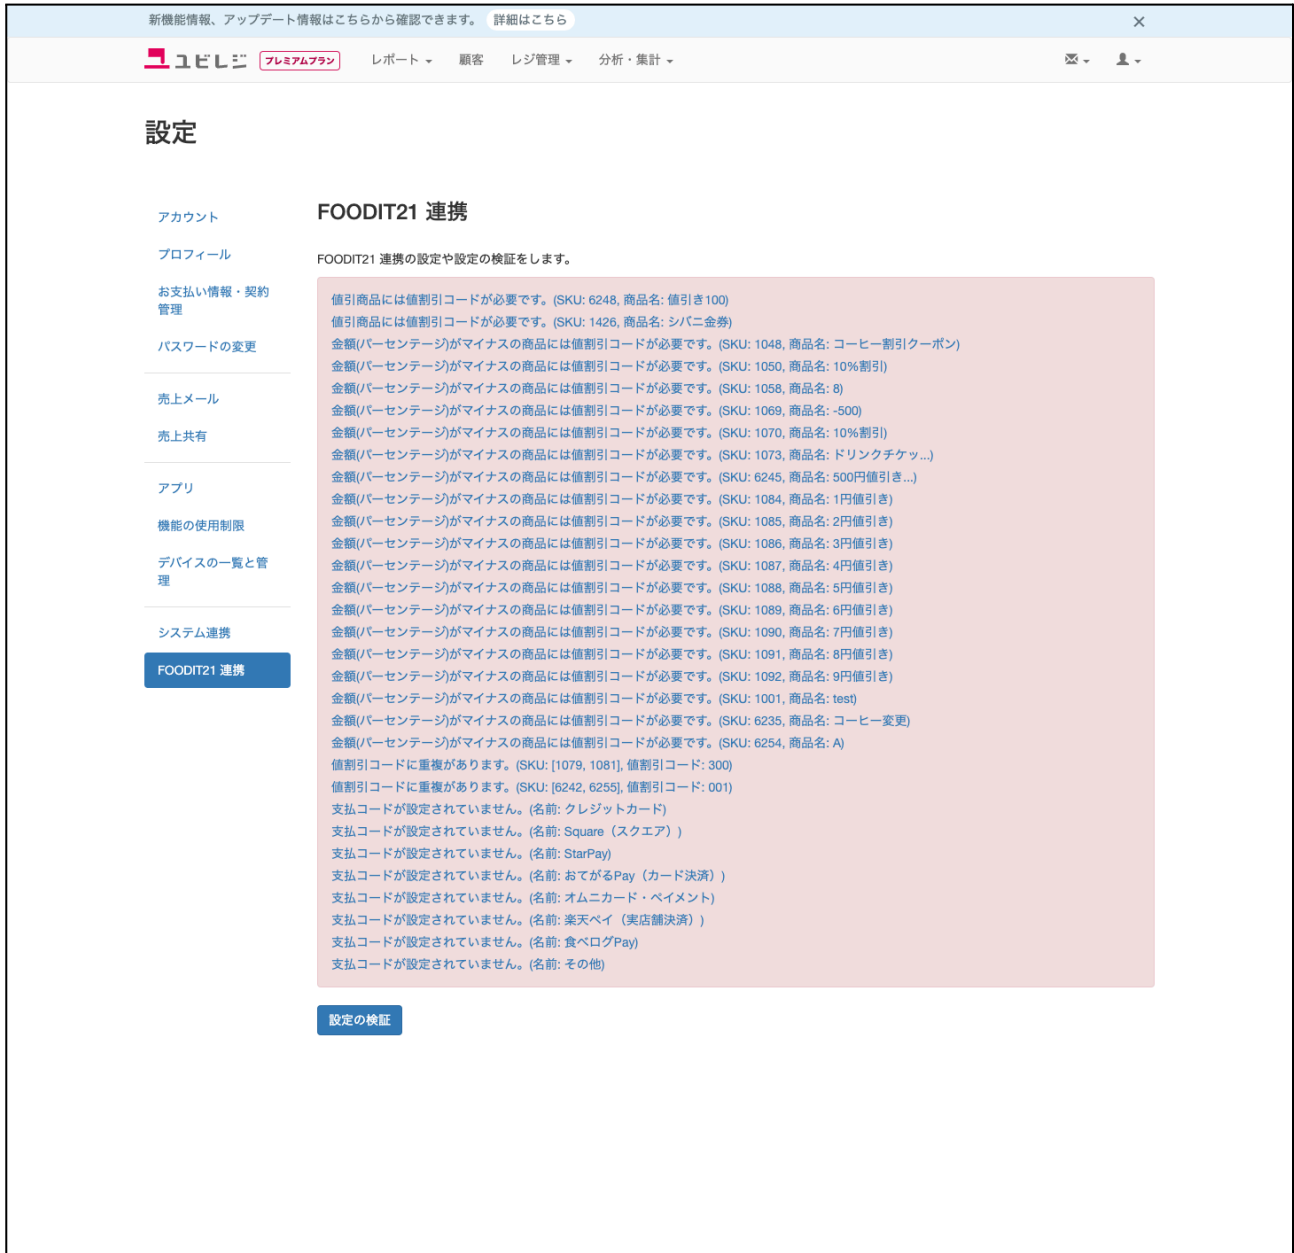 新機能情報、アップデート情報はこちらから確認できます。 詳細はこちら ×
ユビレジ プレミアムプラン レポート 顧客 レジ管理 分析・集計
設定
アカウント
プロフィール
お支払い情報・契約
管理
パスワードの変更
売上メール
売上共有
アプリ
機能の使用制限
デバイスの一覧と管
理
システム連携
FOODIT21 連携
FOODIT21 連携
FOODIT21 連携の設定や設定の検証をします。
値引商品には値割引コードが必要です。(SKU: 6248, 商品名: 値引き100)
値引商品には値割引コードが必要です。(SKU: 1426, 商品名: シバニ金券)
金額(パーセンテージ)がマイナスの商品には値割引コードが必要です。(SKU: 1048, 商品名: コーヒー割引クーポン)
金額(パーセンテージ)がマイナスの商品には値割引コードが必要です。(SKU: 1050, 商品名: 10%割引)
金額(パーセンテージ)がマイナスの商品には値割引コードが必要です。(SKU: 1058, 商品名: 8)
金額(パーセンテージ)がマイナスの商品には値割引コードが必要です。(SKU: 1069, 商品名: -500)
金額(パーセンテージ)がマイナスの商品には値割引コードが必要です。(SKU: 1070, 商品名: 10%割引)
金額(パーセンテージ)がマイナスの商品には値割引コードが必要です。(SKU: 1073, 商品名: ドリンクチケッ...)
金額(パーセンテージ)がマイナスの商品には値割引コードが必要です。(SKU: 6245, 商品名: 500円値引き...)
金額(パーセンテージ)がマイナスの商品には値割引コードが必要です。(SKU: 1084, 商品名: 1円値引き)
金額(パーセンテージ)がマイナスの商品には値割引コードが必要です。(SKU: 1085, 商品名: 2円値引き)
金額(パーセンテージ)がマイナスの商品には値割引コードが必要です。(SKU: 1086, 商品名: 3円値引き)
金額(パーセンテージ)がマイナスの商品には値割引コードが必要です。(SKU: 1087, 商品名: 4円値引き)
金額(パーセンテージ)がマイナスの商品には値割引コードが必要です。(SKU: 1088, 商品名: 5円値引き)
金額(パーセンテージ)がマイナスの商品には値割引コードが必要です。(SKU: 1089, 商品名: 6円値引き)
金額(パーセンテージ)がマイナスの商品には値割引コードが必要です。(SKU: 1090, 商品名: 7円値引き)
金額(パーセンテージ)がマイナスの商品には値割引コードが必要です。(SKU: 1091, 商品名: 8円値引き)
金額(パーセンテージ)がマイナスの商品には値割引コードが必要です。(SKU: 1092, 商品名: 9円値引き)
金額(パーセンテージ)がマイナスの商品には値割引コードが必要です。(SKU: 1001, 商品名: test)
金額(パーセンテージ)がマイナスの商品には値割引コードが必要です。(SKU: 6235, 商品名: コーヒー変更)
金額(パーセンテージ)がマイナスの商品には値割引コードが必要です。(SKU: 6254, 商品名: A)
値割引コードに重複があります。(SKU: [1079, 1081], 値割引コード: 300)
値割引コードに重複があります。(SKU: [6242, 6255], 値割引コード: 001)
支払コードが設定されていません。(名前: クレジットカード)
支払コードが設定されていません。(名前: Square（スクエア）)
支払コードが設定されていません。(名前: StarPay)
支払コードが設定されていません。(名前: おてがるPay（カード決済）)
支払コードが設定されていません。(名前: オムニカード・ペイメント)
支払コードが設定されていません。(名前: 楽天ペイ（実店舗決済）)
支払コードが設定されていません。(名前: 食べログPay)
支払コードが設定されていません。(名前: その他)
設定の検証